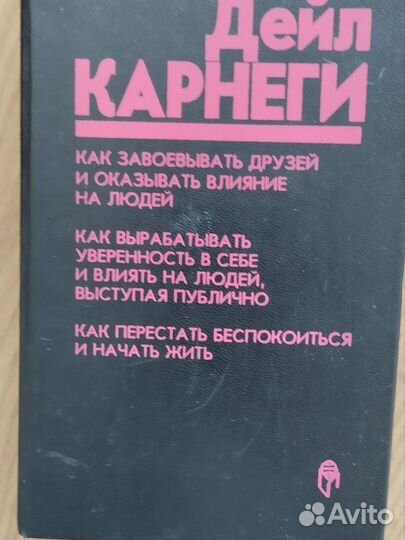 Дейл
КАРНЕГИ
КАК ЗАВОЕВЫВАТЬ ДРУЗЕЙ
И ОКАЗЫВАТЬ ВЛИЯНИЕ
НА ЛЮДЕЙ
КАК ВЫРАБАТЫВАТЬ
УВЕРЕННОСТЬ В СЕБЕ
И ВЛИЯТЬ НА ЛЮДЕЙ,
ВЫСТУПАЯ ПУБЛИЧНО
КАК ПЕРЕСТАТЬ БЕСПОКОИТЬСЯ
И НАЧАТЬ ЖИТЬ
Avito